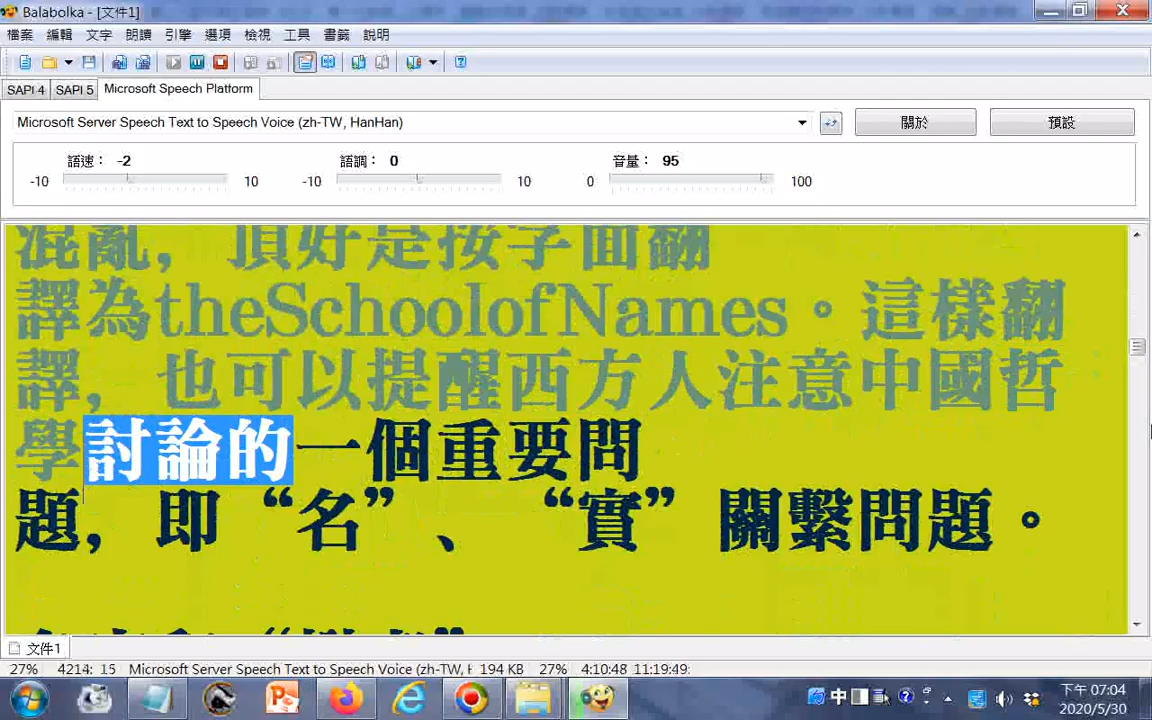 Balabolka - [文件1]
檔案 編輯 文字 朗讀 引擎 選項 檢視 工具 書籤 說明
SAPI 4 SAPI 5 Microsoft Speech Platform
Microsoft Server Speech Text to Speech Voice (zh-TW, HanHan) 關於 預設
語速： -2 語調： 0 音量： 95
-10 10 -10 10 0 100
混亂，頂好是按字面翻
譯為theSchoolofNames。這樣翻
譯，也可以提醒西方人注意中國哲
學討論的一個重要問
題，即“名”、“實”關繫問題。
文件1
27% 4214: 15 Microsoft Server Speech Text to Speech Voice (zh-TW, H 194 KB 27% 4:10:48 11:19:49:
中 下午 07:04
2020/5/30